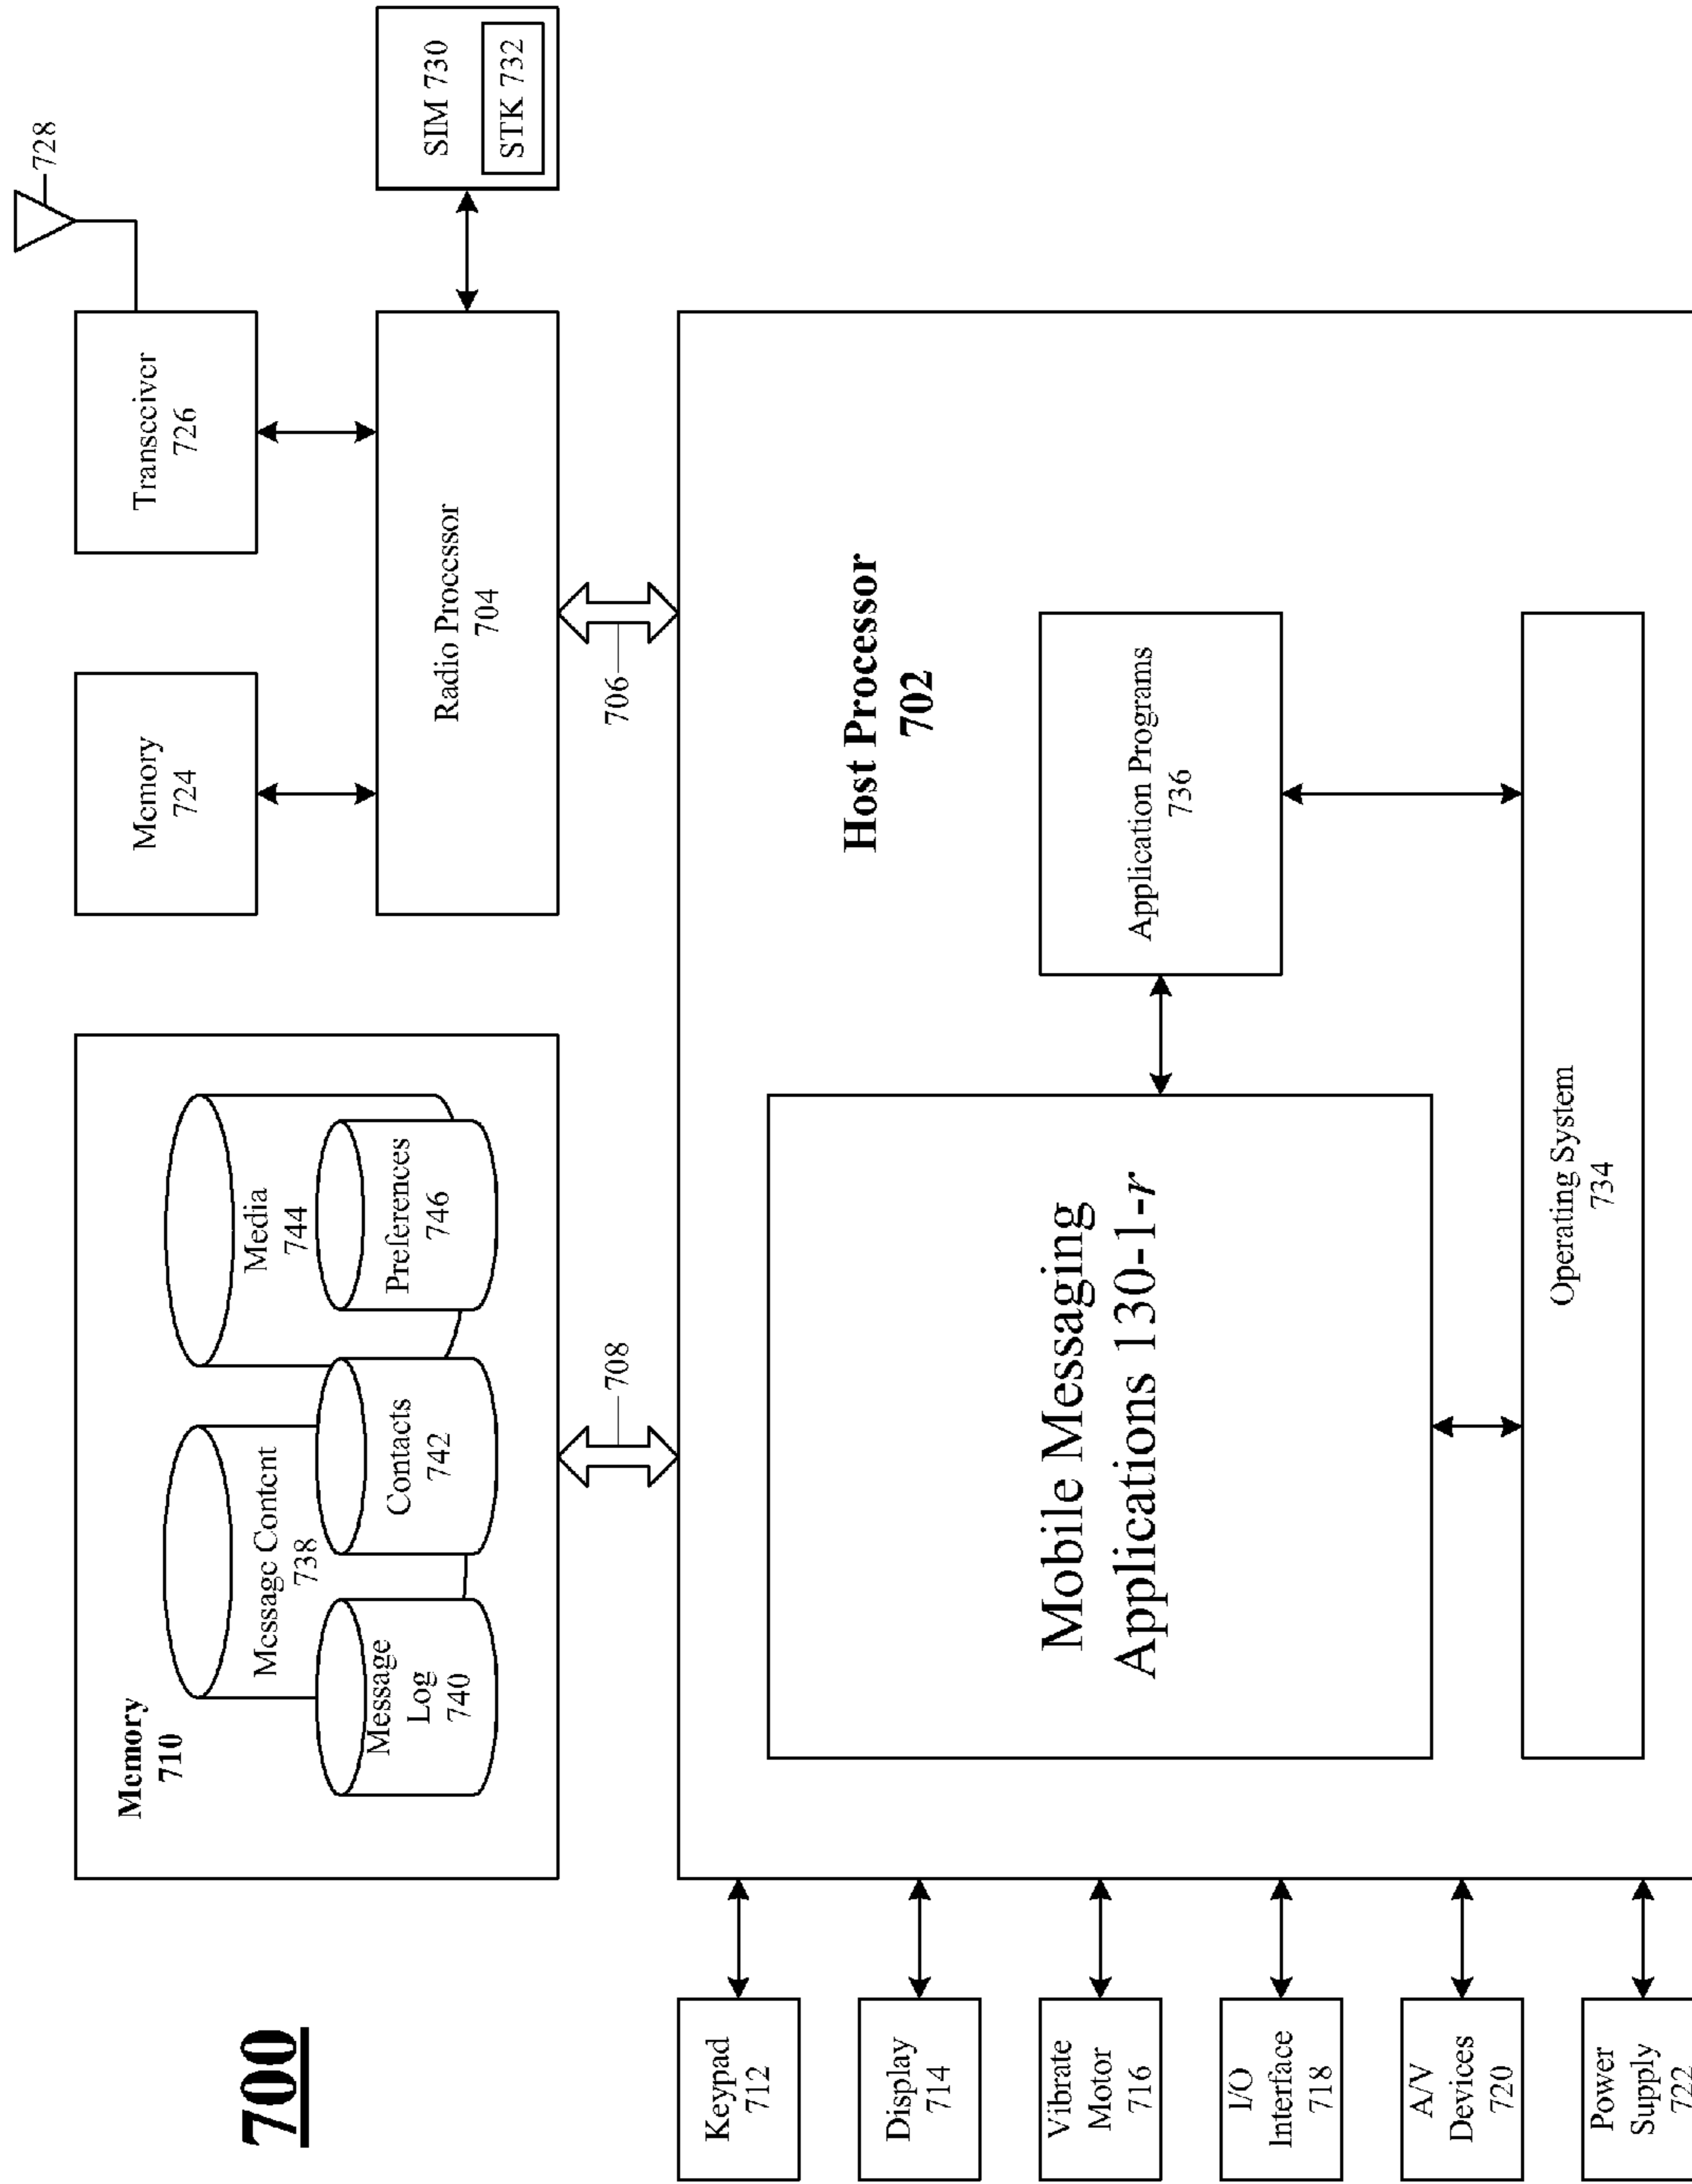 700
Memory
710
Message Content
738
Media
744
Message
Log
740
Contacts
742
Preferences
746
Memory
724
Transceiver
726
728
Radio Processor
704
SIM 730
STK 732
708
706
Host Processor
702
Mobile Messaging
Applications 130-1-r
Application Programs
736
Operating System
734
Keypad
712
Display
714
Vibrate
Motor
716
I/O
Interface
718
A/V
Devices
720
Power
Supply
722